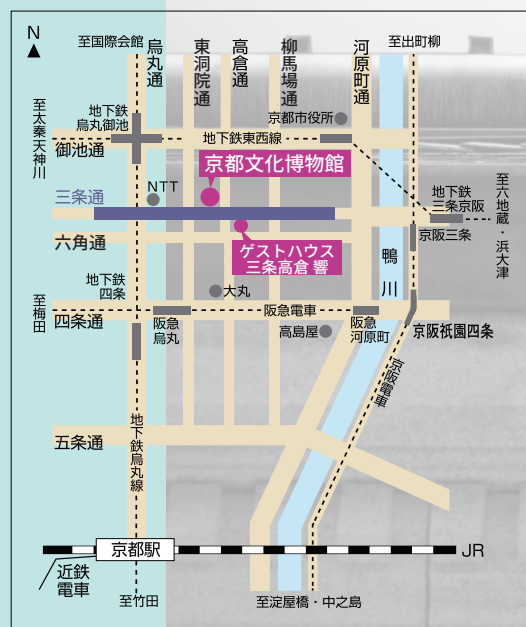 N
至国際会館
烏丸通
東洞院通
高倉通
柳馬場通
河原町通
至出町柳
至太秦天神川
地下鉄
烏丸御池
京都市役所
地下鉄東西線
御池通
京都文化博物館
NTT
三条通
地下鉄
三条京阪
至六地蔵・浜大津
京阪三条
六角通
ゲストハウス
三条高倉 響
鴨川
地下鉄
四条
大丸
至梅田
四条通
阪急
烏丸
阪急電車
高島屋
阪急
河原町
京阪祇園四条
京阪電車
地下鉄烏丸線
五条通
京都駅
JR
近鉄
電車
至竹田
至淀屋橋・中之島